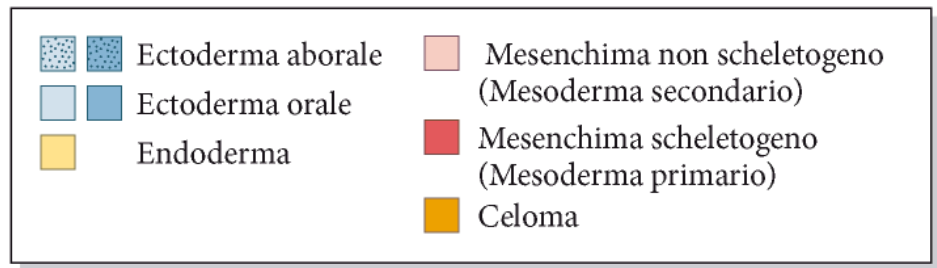 Ectoderma aborale
Ectoderma orale
Endoderma
Mesenchima non scheletogeno
(Mesoderma secondario)
Mesenchima scheletogeno
(Mesoderma primario)
Celoma